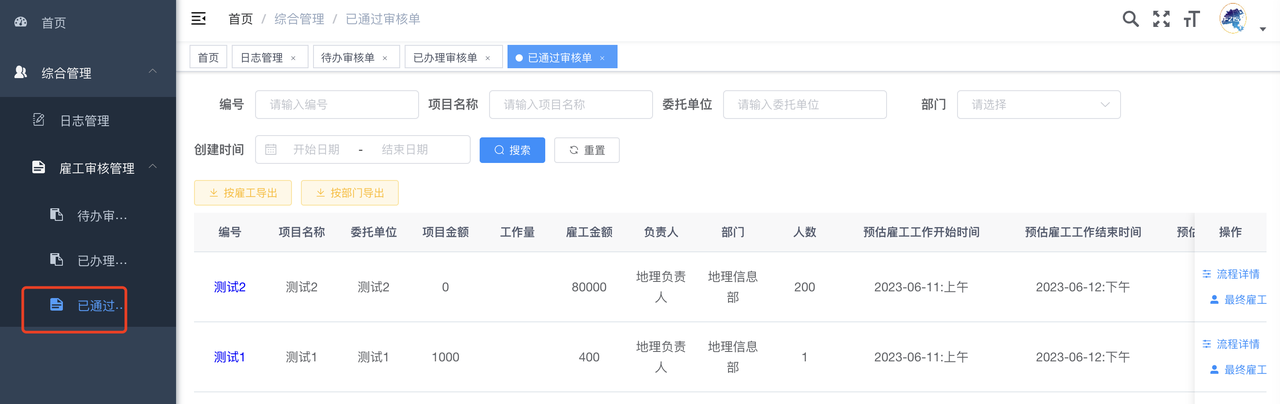 首页
综合管理
日志管理
雇工审核管理
待办审...
已办理...
已通过...
首页 / 综合管理 / 已通过审核单
首页 日志管理 × 待办审核单 × 已办理审核单 × 已通过审核单 ×
编号 请输入编号 项目名称 请输入项目名称 委托单位 请输入委托单位 部门 请选择
创建时间 开始日期 - 结束日期 搜索 重置
按雇工导出 按部门导出
编号 项目名称 委托单位 项目金额 工作量 雇工金额 负责人 部门 人数 预估雇工工作开始时间 预估雇工工作结束时间 预估 操作
测试2 测试2 测试2 0 80000 地理负责人 地理信息部 200 2023-06-11:上午 2023-06-12:下午 流程详情
最终雇工
测试1 测试1 测试1 1000 400 地理负责人 地理信息部 1 2023-06-11:上午 2023-06-12:下午 流程详情
最终雇工